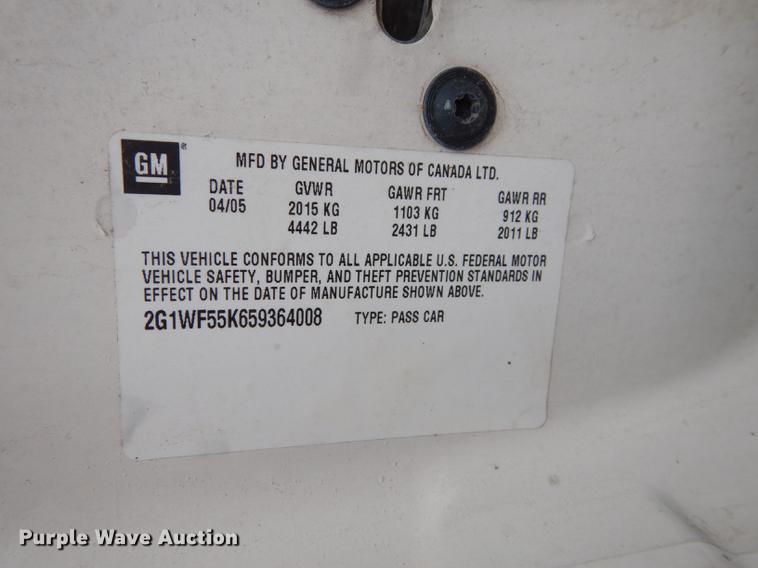 GM ®
MFD BY GENERAL MOTORS OF CANADA LTD.
DATE GVWR GAWR FRT GAWR RR
04/05 2015 KG 1103 KG 912 KG
4442 LB 2431 LB 2011 LB
THIS VEHICLE CONFORMS TO ALL APPLICABLE U.S. FEDERAL MOTOR
VEHICLE SAFETY, BUMPER, AND THEFT PREVENTION STANDARDS IN
EFFECT ON THE DATE OF MANUFACTURE SHOWN ABOVE.
2G1WF55K659364008 TYPE: PASS CAR
Purple Wave Auction